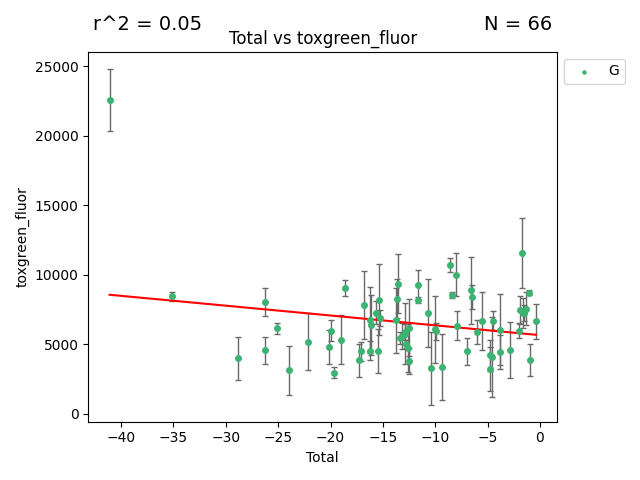 r^2 = 0.05
N = 66
Total vs toxgreen_fluor
G
25000
20000
15000
10000
5000
0
toxgreen_fluor
−40 −35 −30 −25 −20 −15 −10 −5 0
Total